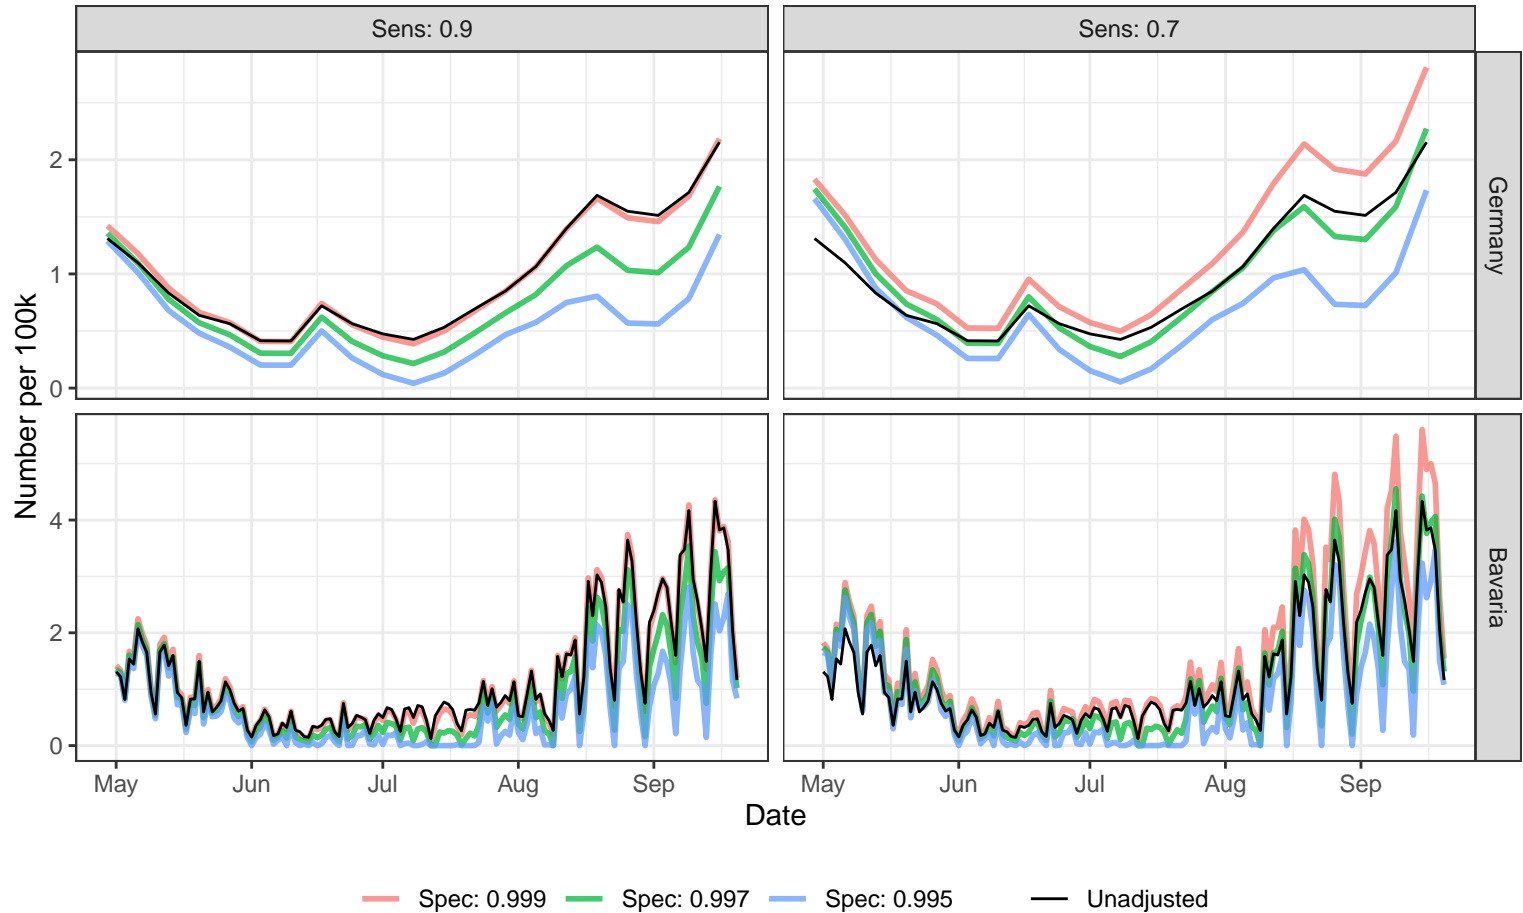 Sens: 0.9
Sens: 0.7
Number per 100k
2
1
0
Germany
4
2
0
Bavaria
May Jun Jul Aug Sep
May Jun Jul Aug Sep
Date
Spec: 0.999 Spec: 0.997 Spec: 0.995 Unadjusted